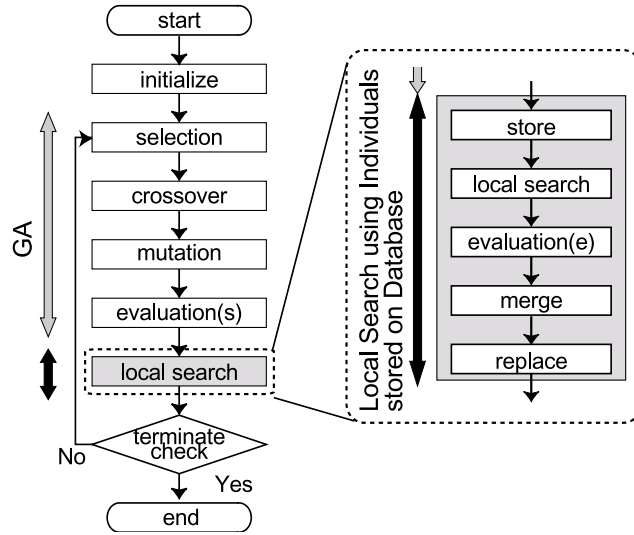 start
initialize
selection
crossover
mutation
evaluation(s)
local search
terminate
check
No
Yes
end
GA
Local Search using Individuals
stored on Database
store
local search
evaluation(e)
merge
replace